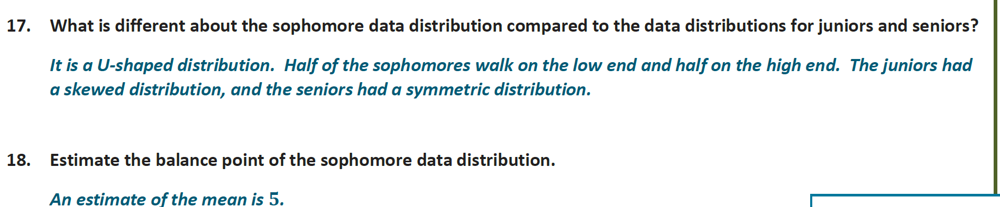 17. What is different about the sophomore data distribution compared to the data distributions for juniors and seniors?
It is a U-shaped distribution. Half of the sophomores walk on the low end and half on the high end. The juniors had
a skewed distribution, and the seniors had a symmetric distribution.
18. Estimate the balance point of the sophomore data distribution.
An estimate of the mean is 5.